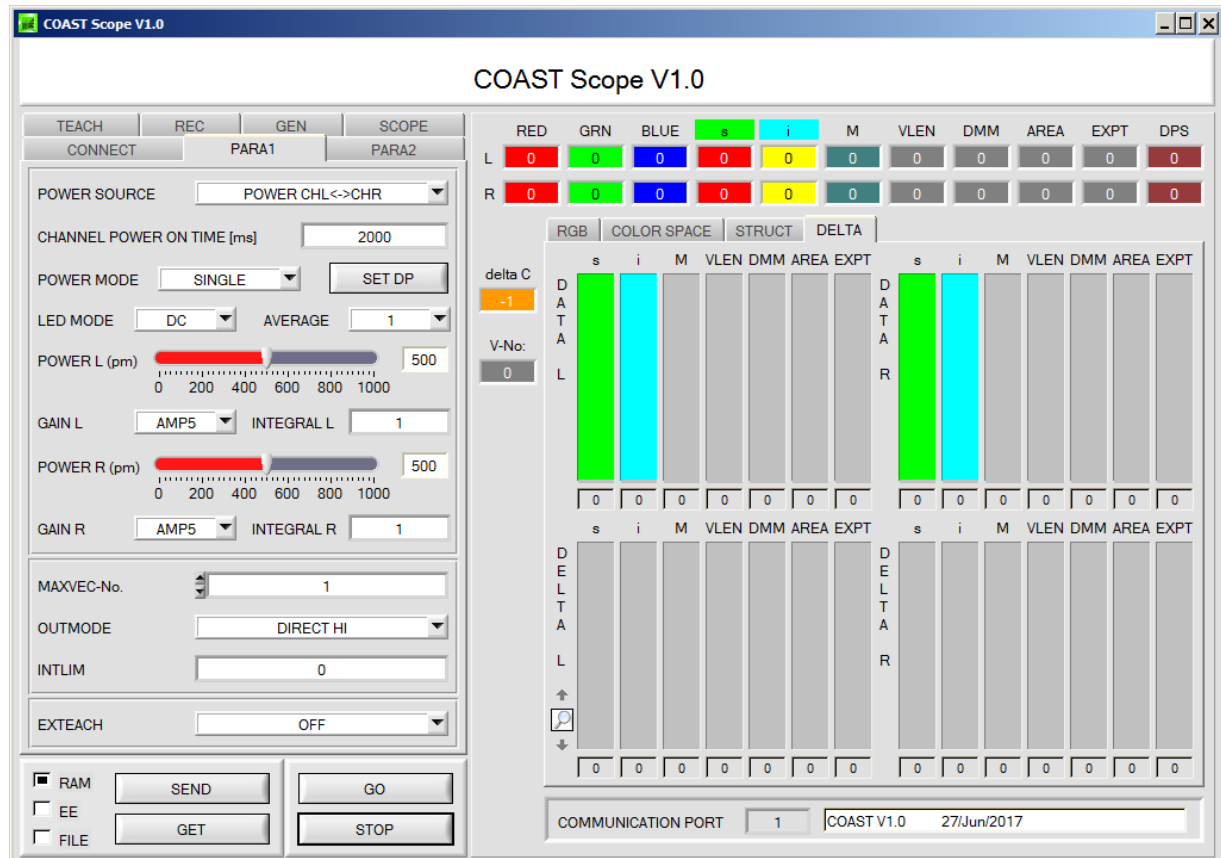 COAST Scope V1.0
COAST Scope V1.0
TEACH REC GEN SCOPE
CONNECT PARA1 PARA2
POWER SOURCE POWER CHL<->CHR
CHANNEL POWER ON TIME [ms] 2000
POWER MODE SINGLE SET DP
LED MODE DC AVERAGE 1
POWER L (pm) 500
0 200 400 600 800 1000
GAIN L AMP5 INTEGRAL L 1
POWER R (pm) 500
0 200 400 600 800 1000
GAIN R AMP5 INTEGRAL R 1
MAXVEC-No. 1
OUTMODE DIRECT HI
INTLIM 0
EXTEACH OFF
RAM SEND GO
EE
GET STOP
FILE
RED GRN BLUE s i M VLEN DMM AREA EXPT DPS
L 0 0 0 0 0 0 0 0 0 0 0
R 0 0 0 0 0 0 0 0 0 0 0
RGB COLOR SPACE STRUCT DELTA
delta C
-1
V-No:
0
s i M VLEN DMM AREA EXPT s i M VLEN DMM AREA EXPT
DATA L DATA R
0 0 0 0 0 0 0 0 0 0 0 0 0 0
s i M VLEN DMM AREA EXPT s i M VLEN DMM AREA EXPT
DELTA L DELTA R
0 0 0 0 0 0 0 0 0 0 0 0 0 0
COMMUNICATION PORT 1 COAST V1.0 27/Jun/2017